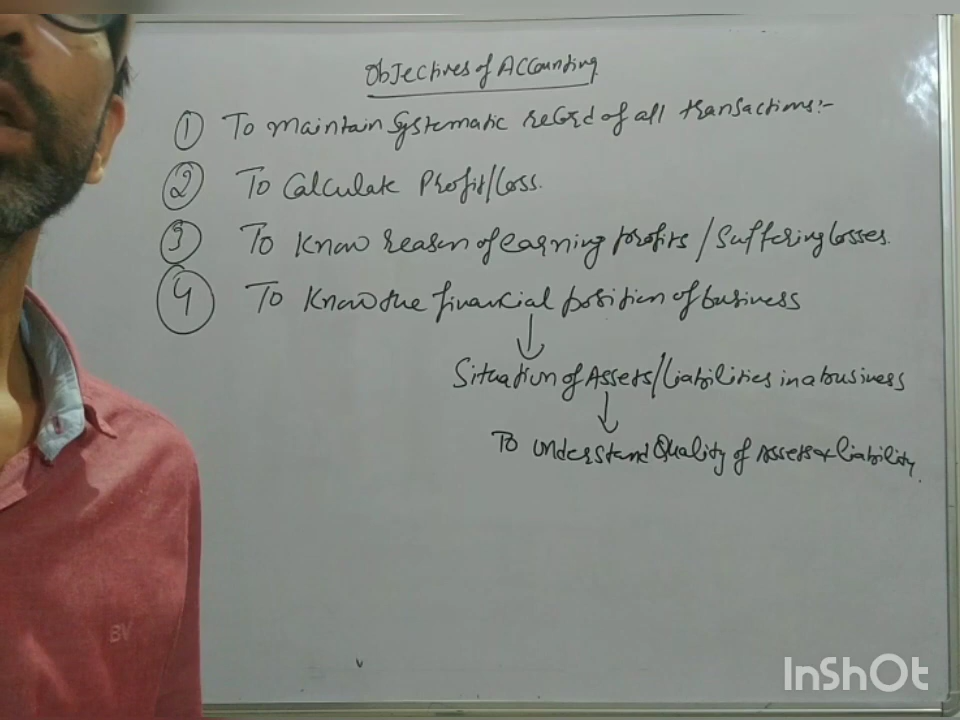 Objectives of Accounting
① To maintain Systematic record of all transactions:-
② To Calculate Profit/Loss.
③ To Know reason of earning profits / Suffering losses.
④ To Know the financial position of business
↓
Situation of Assets/Liabilities in a business
↓
To understand Quality of Assets & liability.
BV
InShOt